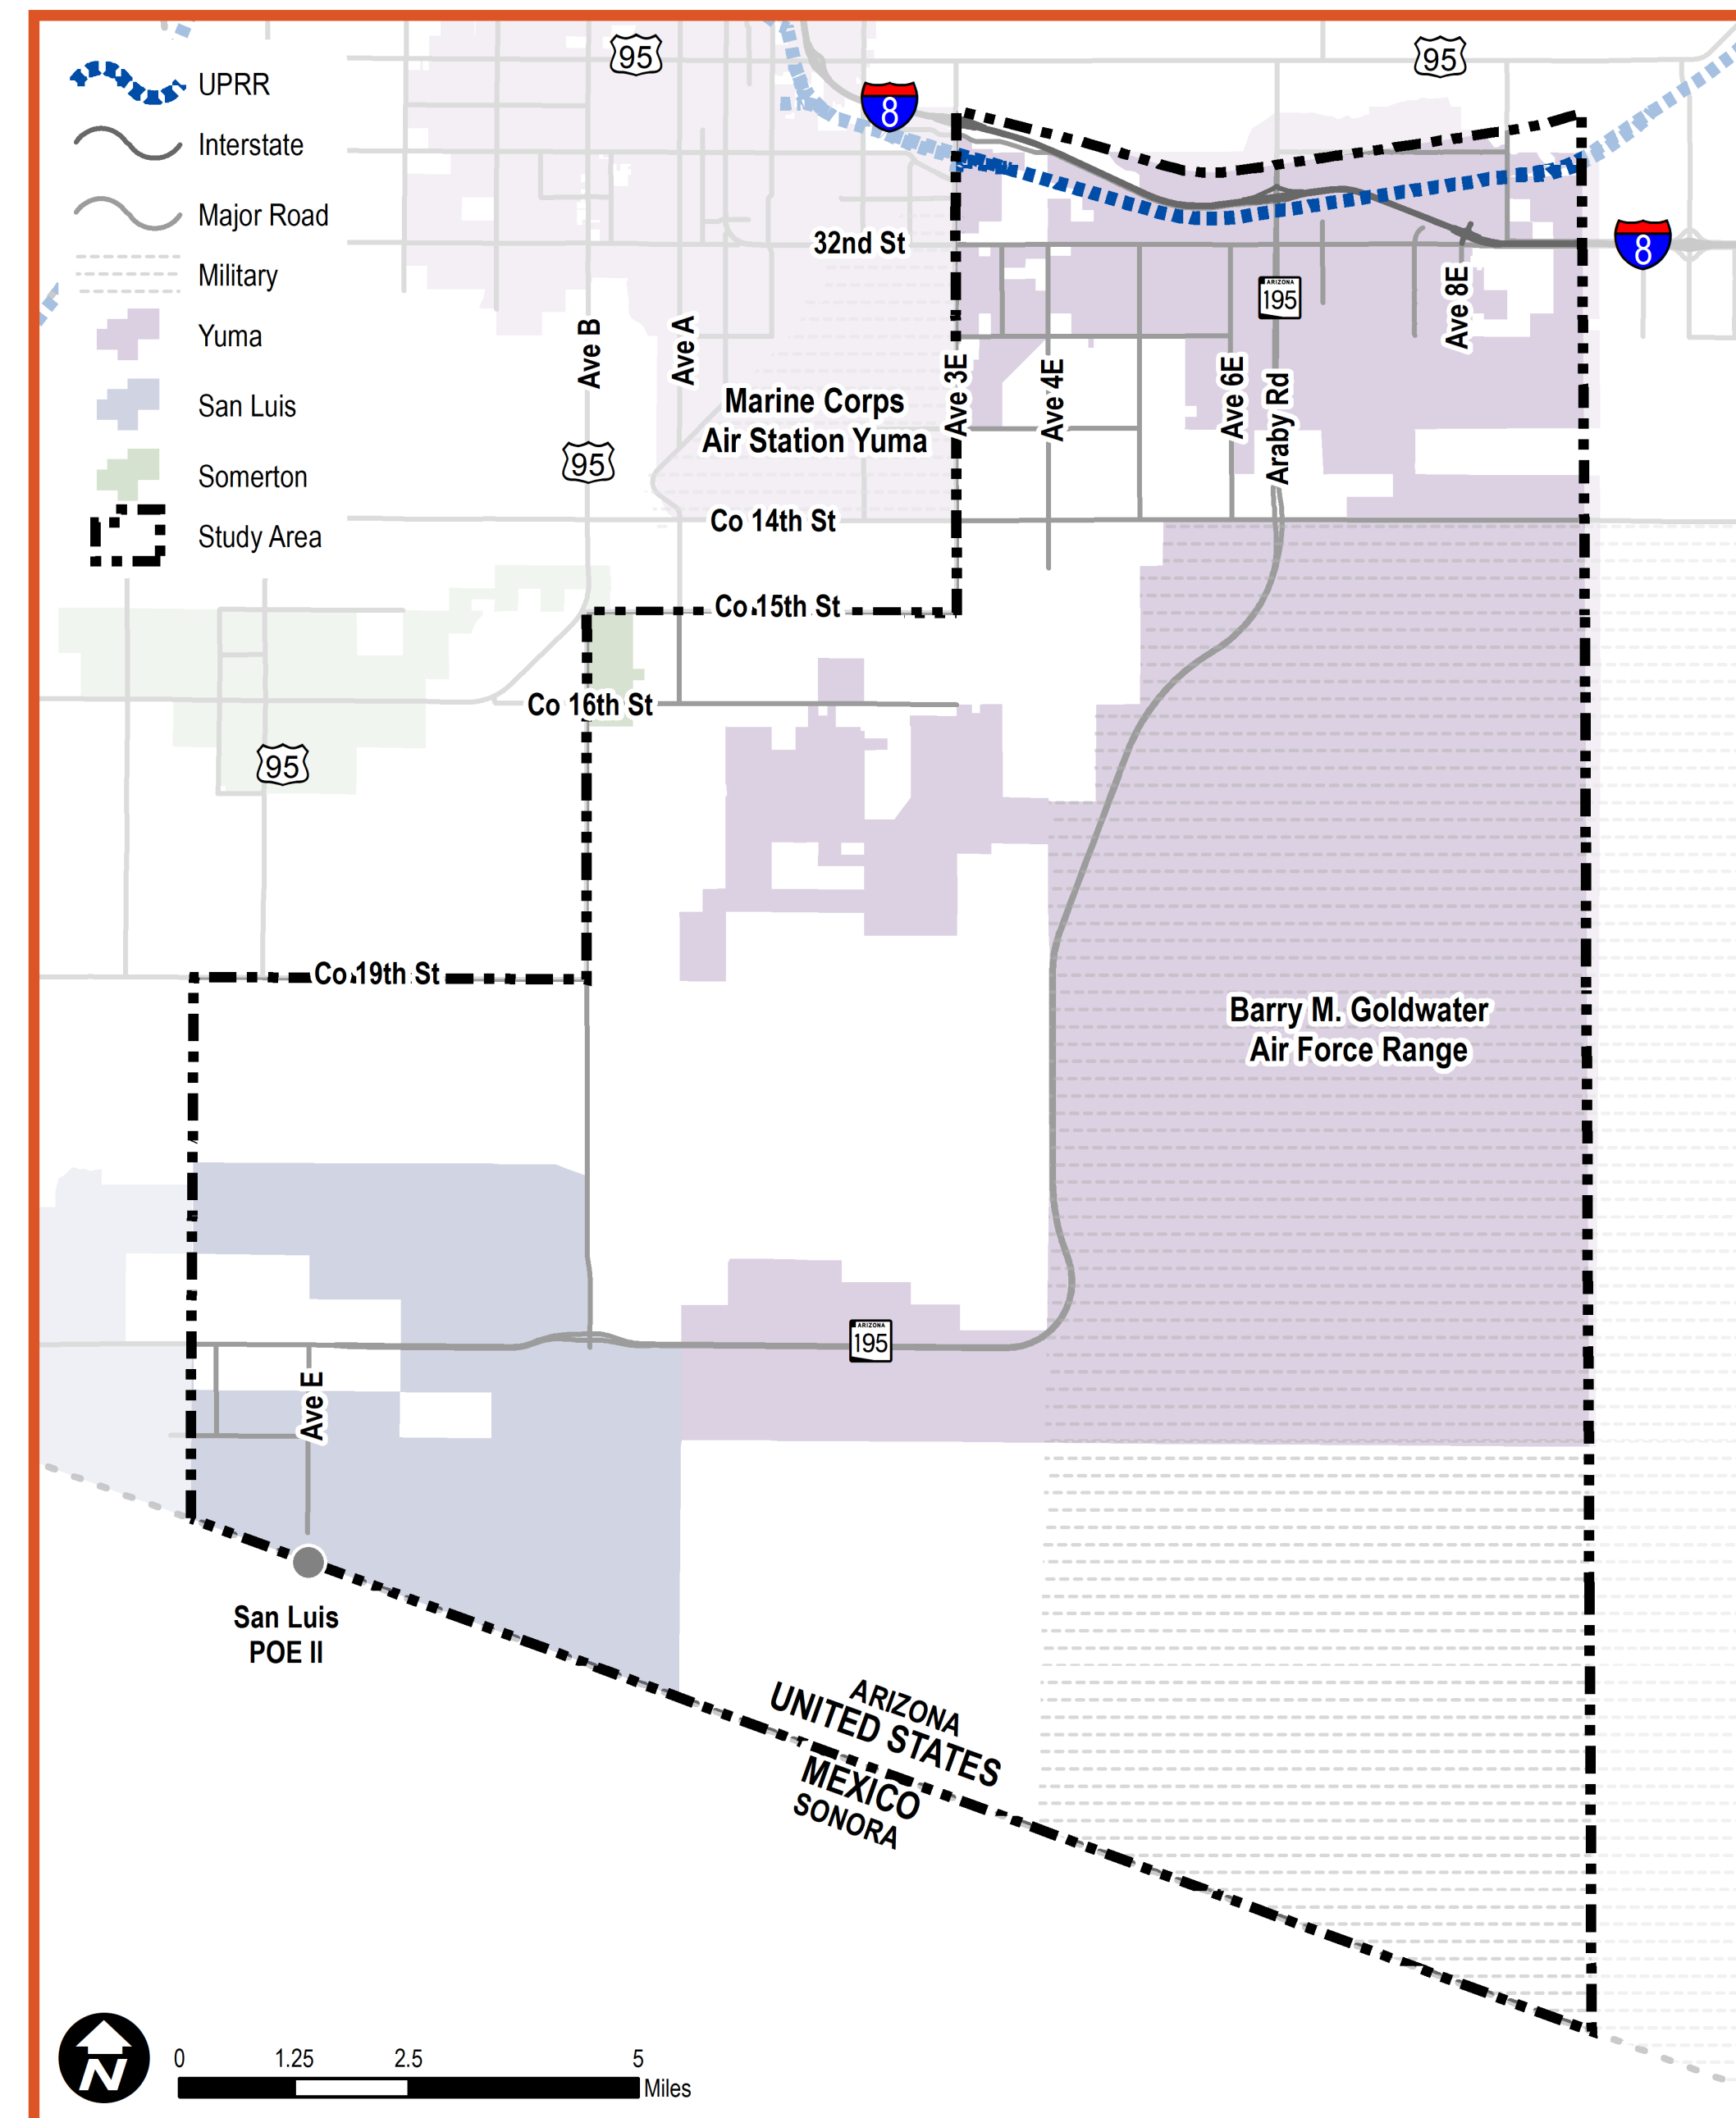 UPRR
Interstate
Major Road
Military
Yuma
San Luis
Somerton
Study Area
95
95
8
8
32nd St
ARIZONA
195
Ave 8E
Ave B
Ave A
Ave 3E
Ave 4E
Ave 6E
Araby Rd
Marine Corps
Air Station Yuma
95
Co 14th St
Co 15th St
Co 16th St
95
Co 19th St
Barry M. Goldwater
Air Force Range
ARIZONA
195
Ave E
San Luis
POE II
ARIZONA
UNITED STATES
MEXICO
SONORA
N
0 1.25 2.5 5
Miles